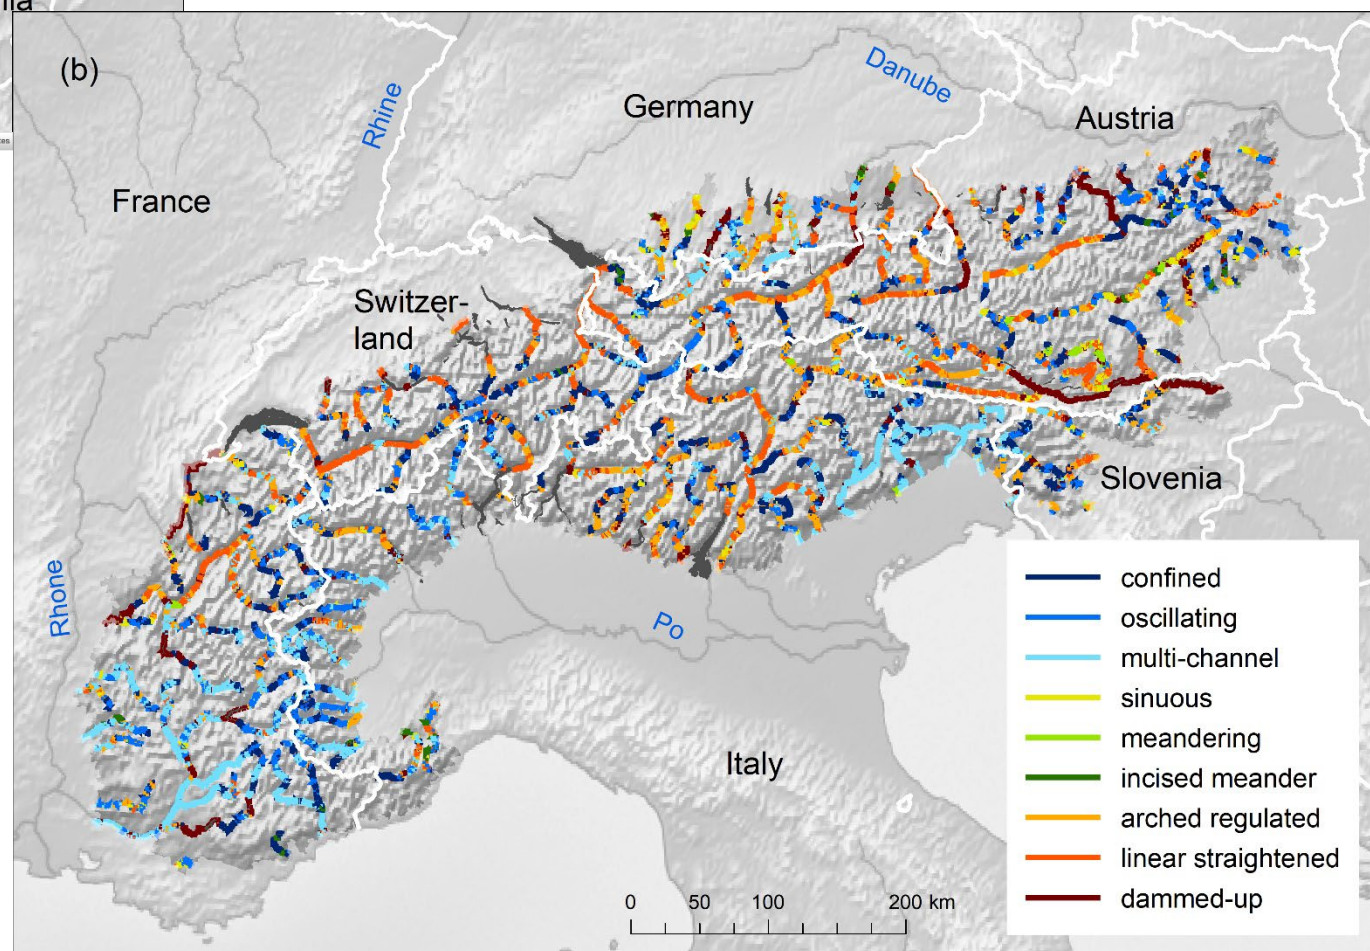 (b)
Rhine
Germany
Danube
Austria
France
Switzer-
land
Slovenia
Rhone
Po
Italy
confined
oscillating
multi-channel
sinuous
meandering
incised meander
arched regulated
linear straightened
dammed-up
0 50 100 200 km